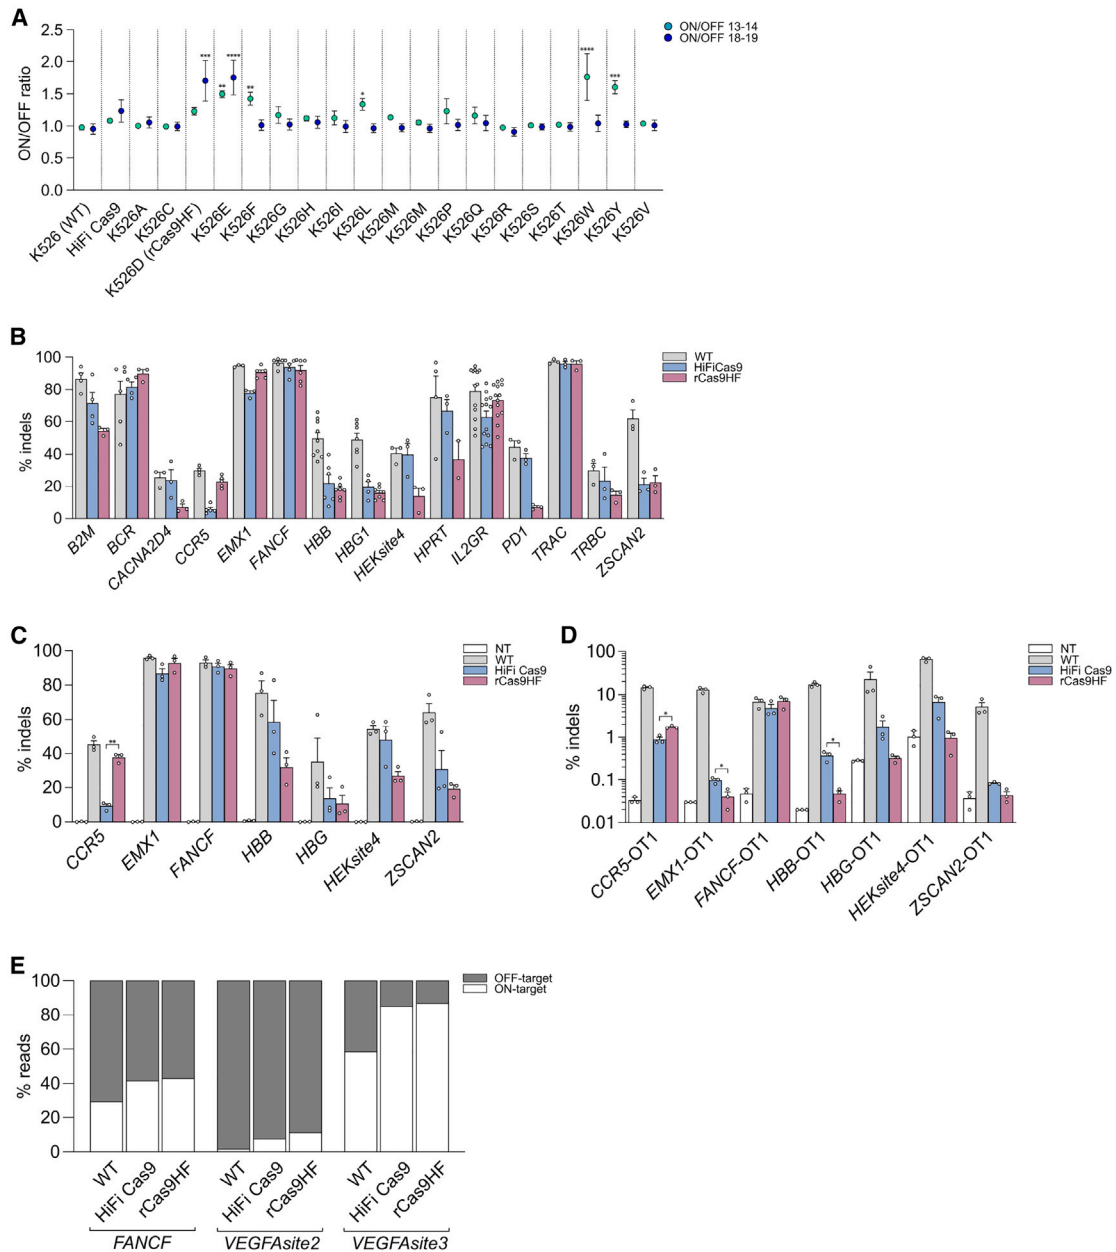 A
2.5
2.0
1.5
1.0
0.5
0.0
ON/OFF ratio
*** **** ** ** * **** ***
ON/OFF 13-14
ON/OFF 18-19
K526 (WT)
HiFi Cas9
K526A
K526C
K526D (rCas9HF)
K526E
K526F
K526G
K526H
K526I
K526L
K526M
K526M
K526P
K526Q
K526R
K526S
K526T
K526W
K526Y
K526V
B
100
80
60
40
20
0
% indels
WT
HiFiCas9
rCas9HF
B2M
BCR
CACNA2D4
CCR5
EMX1
FANCF
HBB
HBG1
HEKsite4
HPRT
IL2GR
PD1
TRAC
TRBC
ZSCAN2
C
100
80
60
40
20
0
% indels
**
NT
WT
HiFi Cas9
rCas9HF
CCR5
EMX1
FANCF
HBB
HBG
HEKsite4
ZSCAN2
D
100
10
1
0.1
0.01
% indels
* * *
NT
WT
HiFi Cas9
rCas9HF
CCR5-OT1
EMX1-OT1
FANCF-OT1
HBB-OT1
HBG-OT1
HEKsite4-OT1
ZSCAN2-OT1
E
100
80
60
40
20
0
% reads
OFF-target
ON-target
WT
HiFi Cas9
rCas9HF
WT
HiFi Cas9
rCas9HF
WT
HiFi Cas9
rCas9HF
FANCF
VEGFAsite2
VEGFAsite3